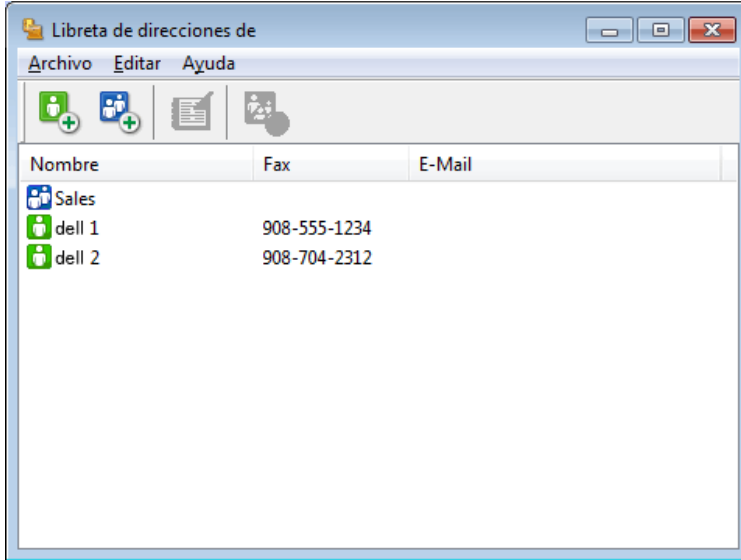 Libreta de direcciones de
Archivo Editar Ayuda
Nombre Fax E-Mail
Sales
dell 1 908-555-1234
dell 2 908-704-2312